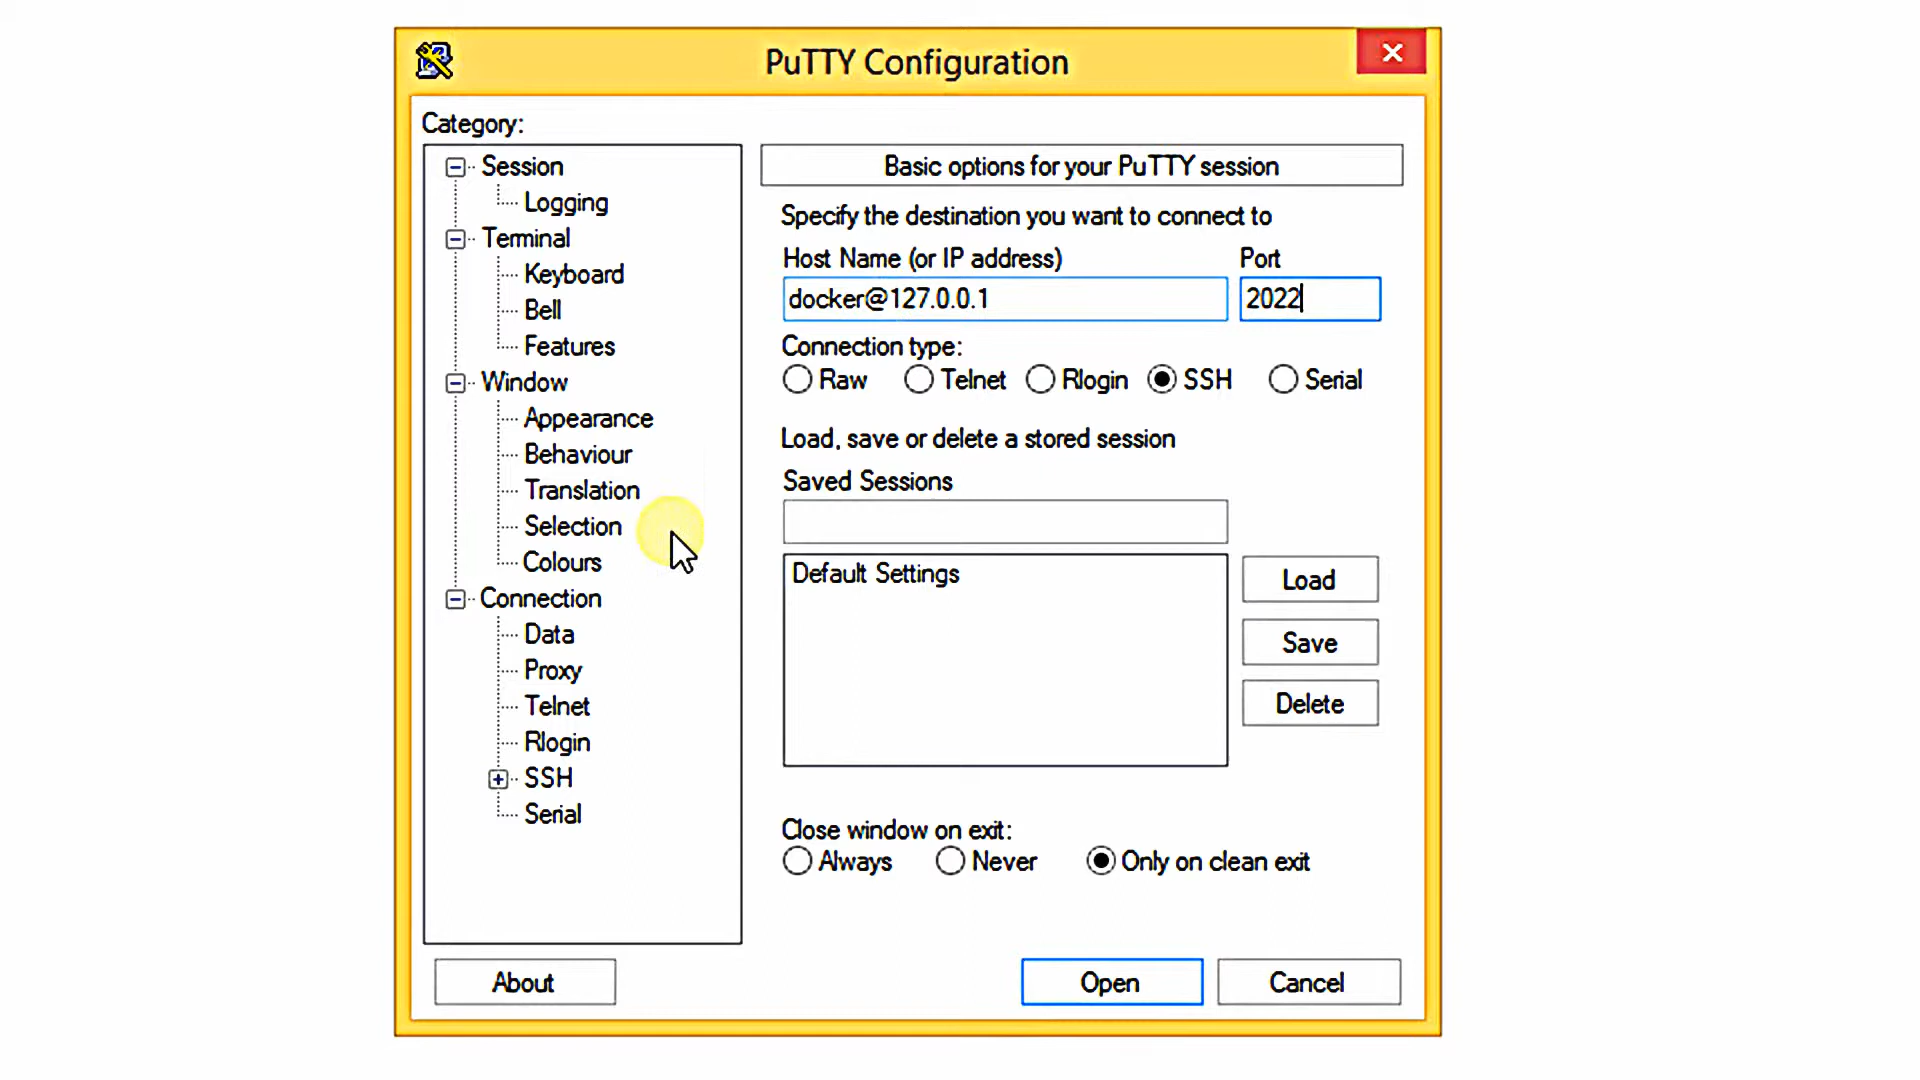 PuTTY Configuration
Category:
Session
Logging
Terminal
Keyboard
Bell
Features
Window
Appearance
Behaviour
Translation
Selection
Colours
Connection
Data
Proxy
Telnet
Rlogin
SSH
Serial
Basic options for your PuTTY session
Specify the destination you want to connect to
Host Name (or IP address) Port
docker@127.0.0.1 2022
Connection type:
Raw Telnet Rlogin SSH Serial
Load, save or delete a stored session
Saved Sessions
Default Settings
Load
Save
Delete
Close window on exit:
Always Never Only on clean exit
About Open Cancel